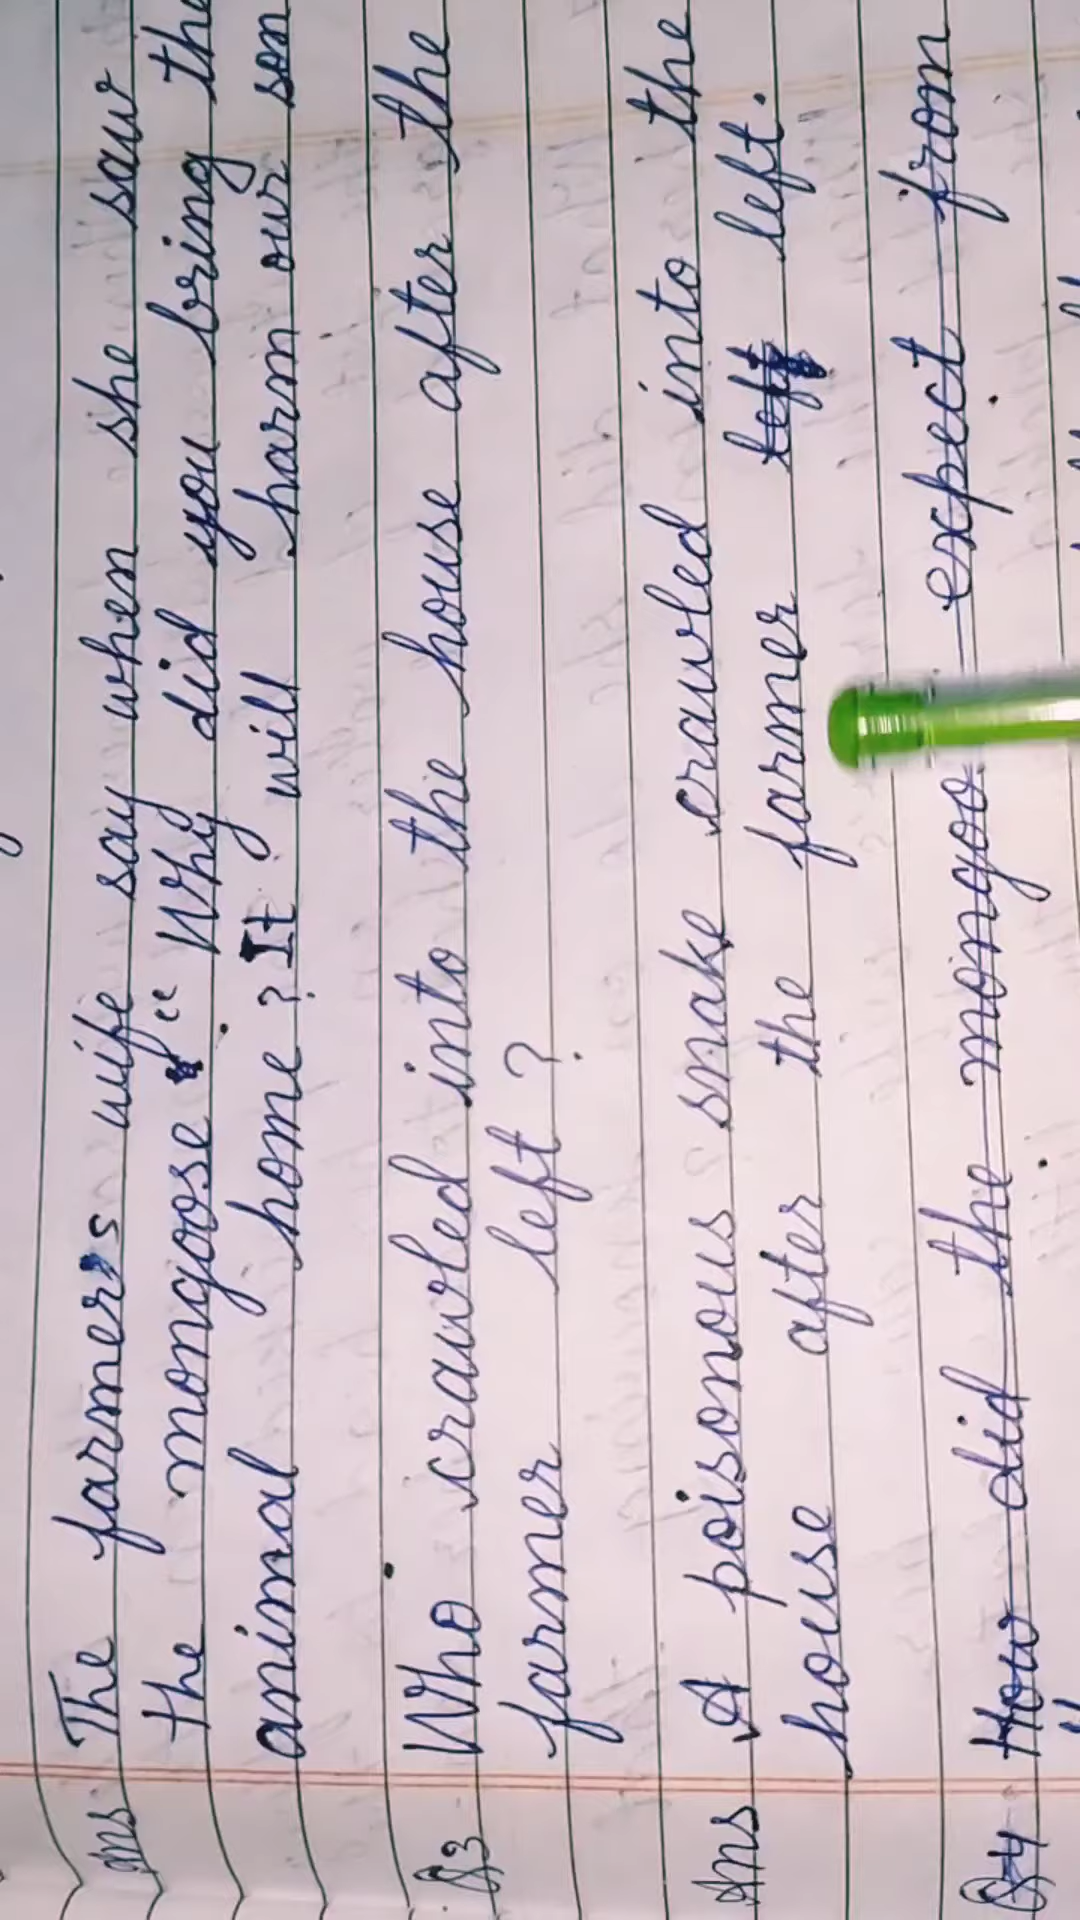 Ans The farmers wife say when she saw
the mongoose " Why did you bring the
animal home? It will harm our son
Q3 Who crawled into the house after the
farmer left?
Ans A poisonous snake crawled into the
house after the farmer left left.
Q4 How did the mongoo expect from